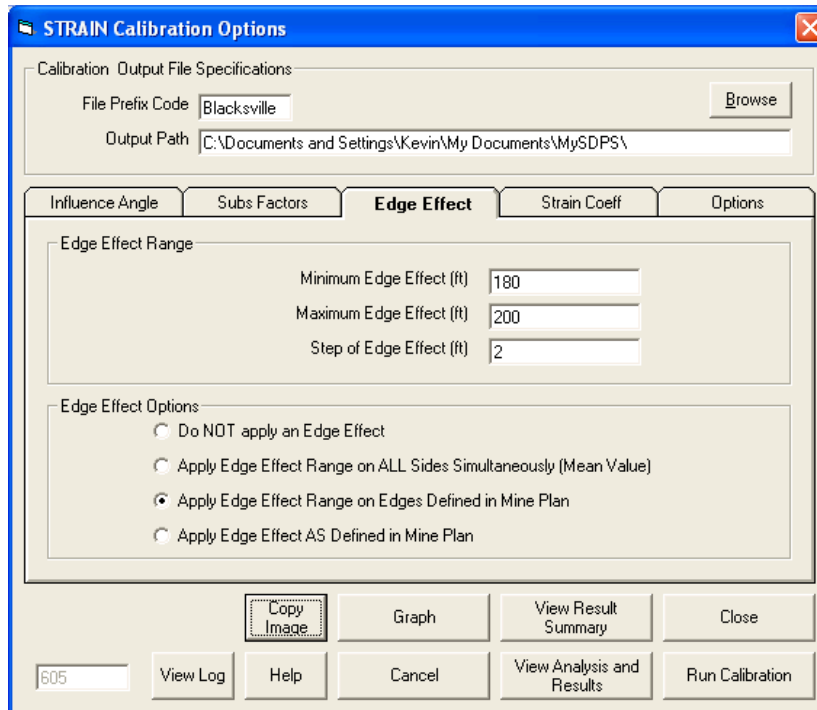 STRAIN Calibration Options
Calibration Output File Specifications
File Prefix Code Blacksville
Browse
Output Path C:\Documents and Settings\Kevin\My Documents\MySDPS\
Influence Angle Subs Factors Edge Effect Strain Coeff Options
Edge Effect Range
Minimum Edge Effect (ft) 180
Maximum Edge Effect (ft) 200
Step of Edge Effect (ft) 2
Edge Effect Options
Do NOT apply an Edge Effect
Apply Edge Effect Range on ALL Sides Simultaneously (Mean Value)
Apply Edge Effect Range on Edges Defined in Mine Plan
Apply Edge Effect AS Defined in Mine Plan
Copy
Image
Graph
View Result
Summary
Close
605
View Log
Help
Cancel
View Analysis and
Results
Run Calibration